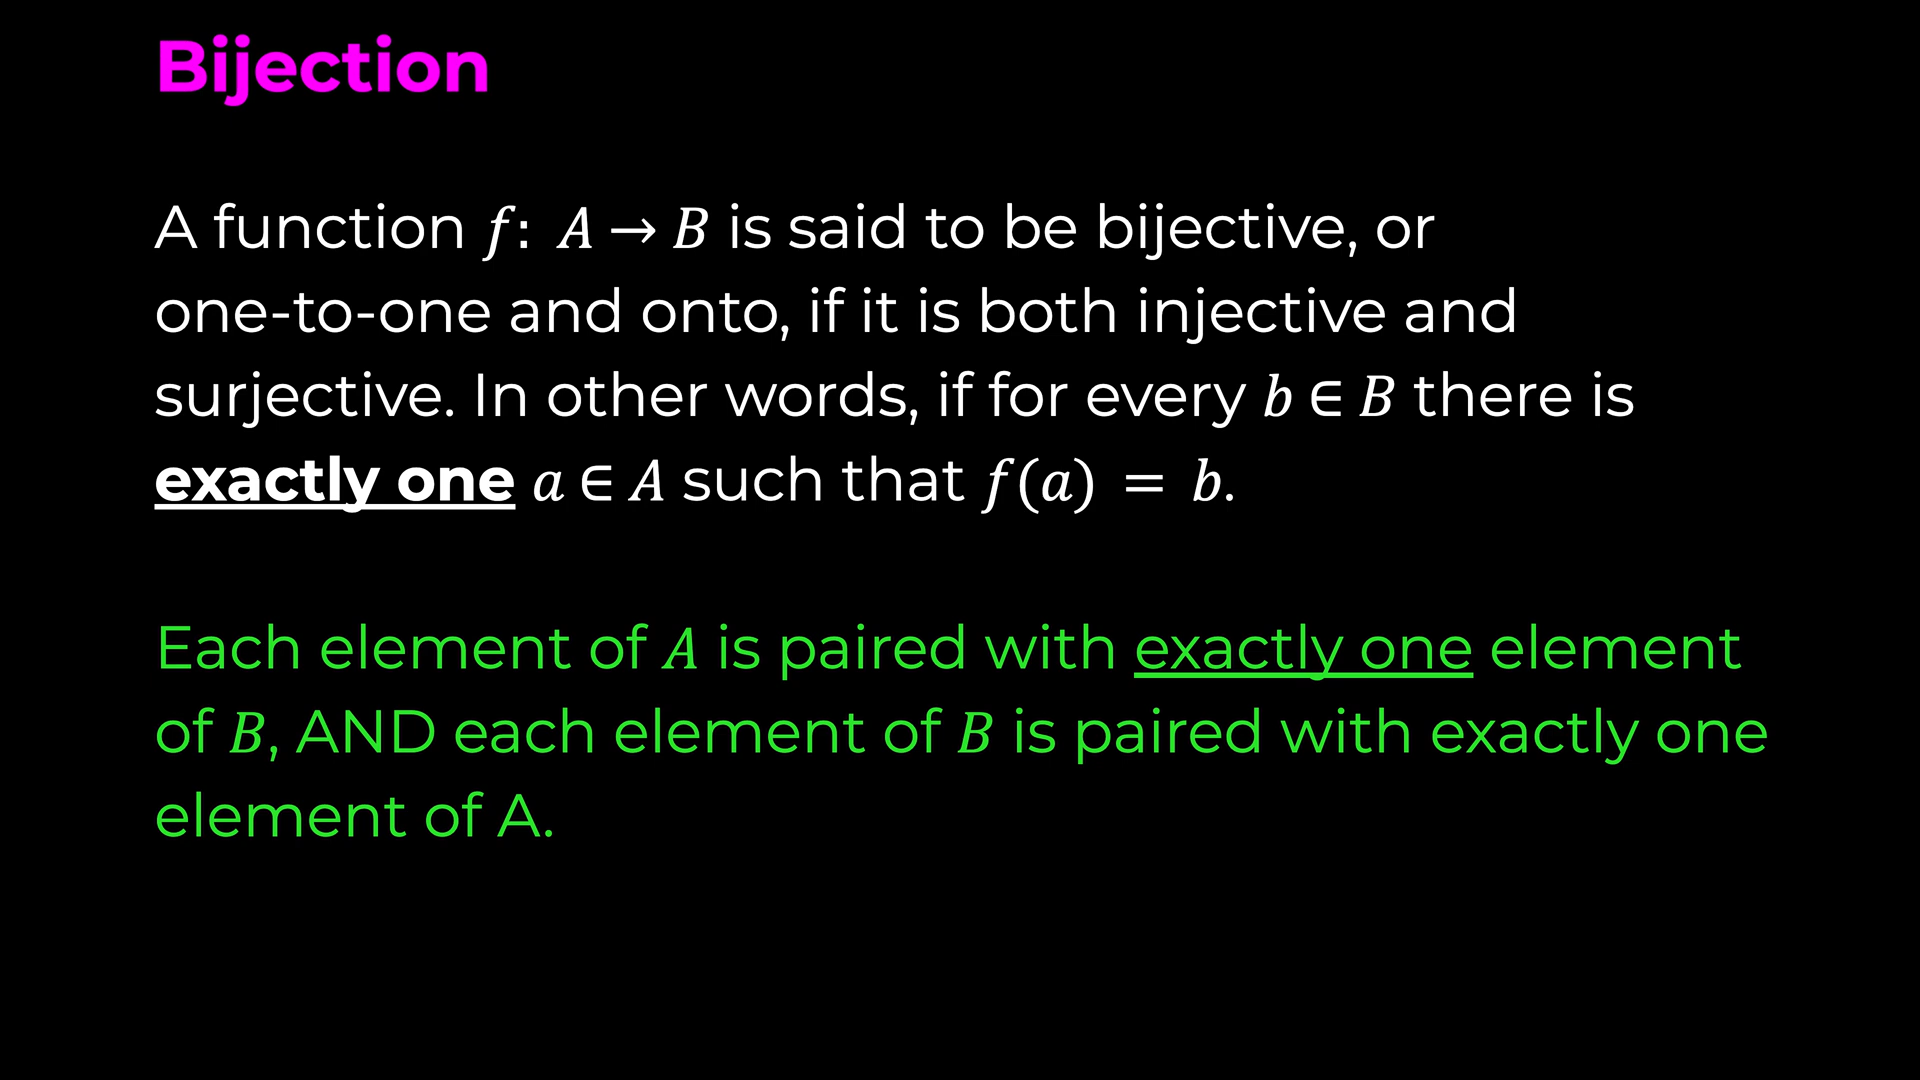 Bijection
A function f: A → B is said to be bijective, or
one-to-one and onto, if it is both injective and
surjective. In other words, if for every b ∈ B there is
exactly one a ∈ A such that f(a) = b.
Each element of A is paired with exactly one element
of B, AND each element of B is paired with exactly one
element of A.